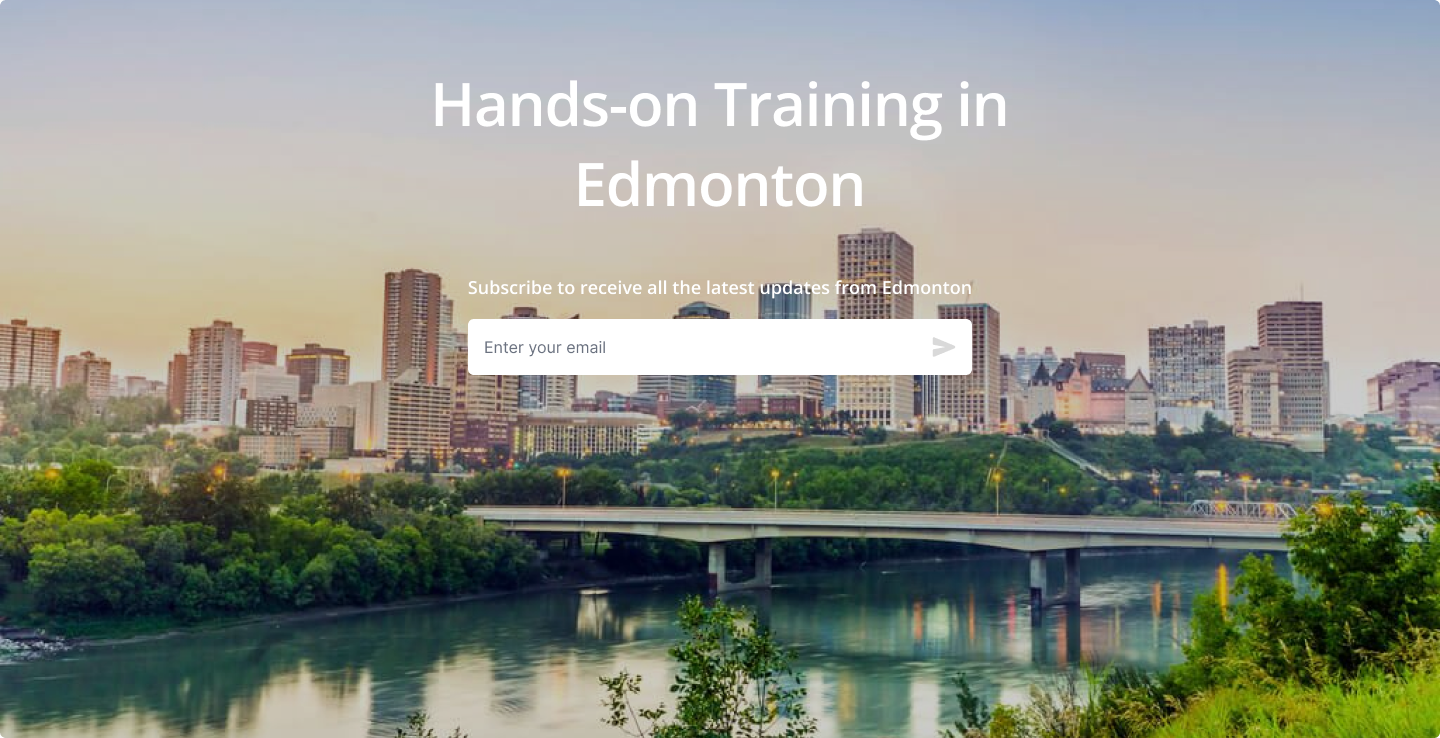 Hands-on Training in
Edmonton
Subscribe to receive all the latest updates from Edmonton
Enter your email